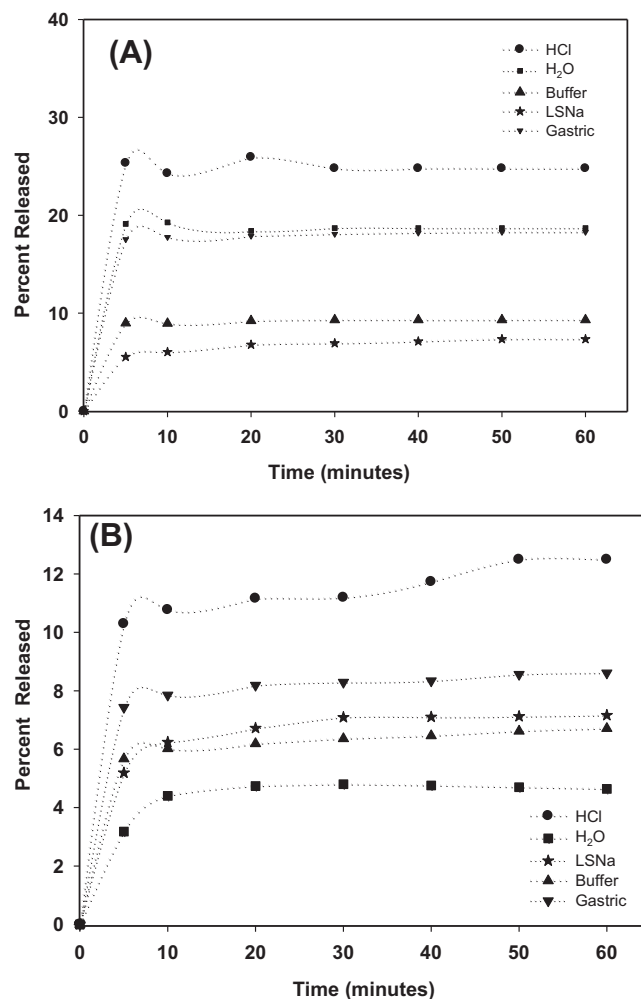 (A)
40
30
20
10
0
Percent Released
HCl
H₂O
Buffer
LSNa
Gastric
0 10 20 30 40 50 60
Time (minutes)
(B)
14
12
10
8
6
4
2
0
Percent Released
HCl
H₂O
LSNa
Buffer
Gastric
0 10 20 30 40 50 60
Time (minutes)